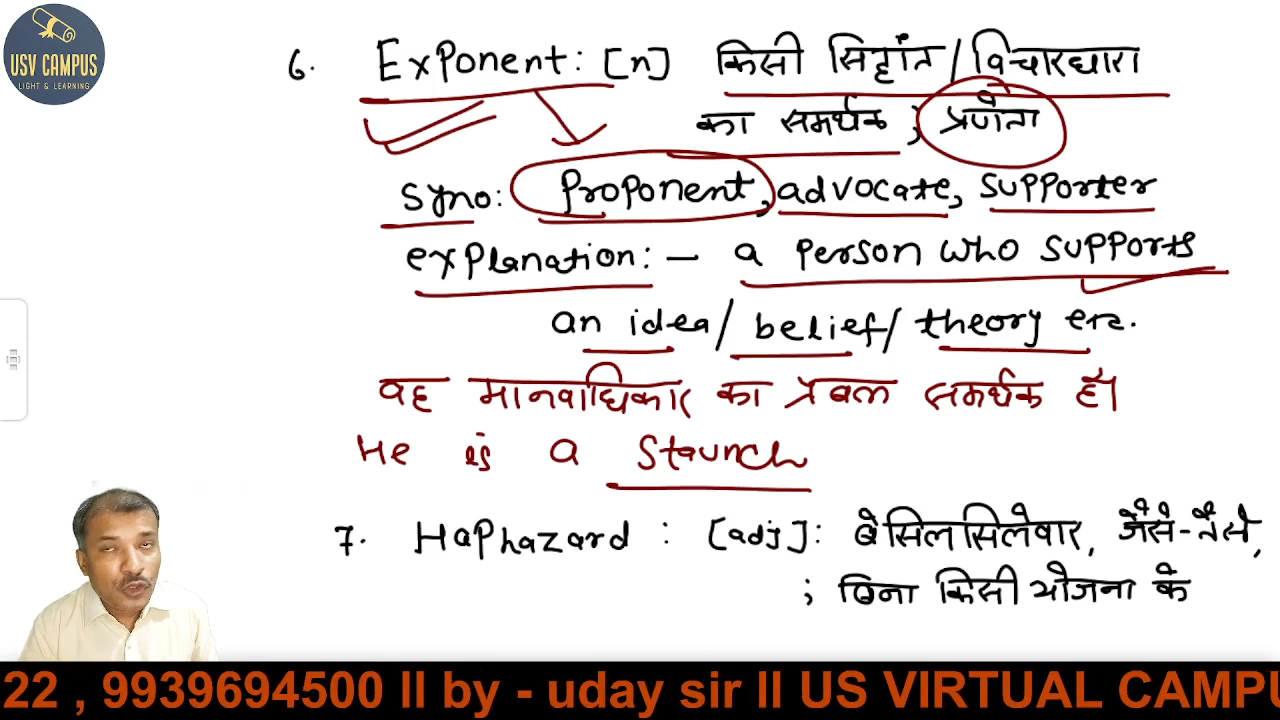 USV CAMPUS
LIGHT & LEARNING
6. Exponent: [n] किसी सिद्धांत / विचारधारा
का समर्थक ; प्रणेता
Syno: Proponent, advocate, supporter
explanation: - a person who supports
an idea / belief / theory etc.
वह मानवाधिकार का प्रबल समर्थक है।
He is a staunch
7. Haphazard : [adj]: बेसिलसिलेवार, जैसे-तैसे,
; बिना किसी योजना के
22 , 9939694500 ll by - uday sir ll US VIRTUAL CAMPU